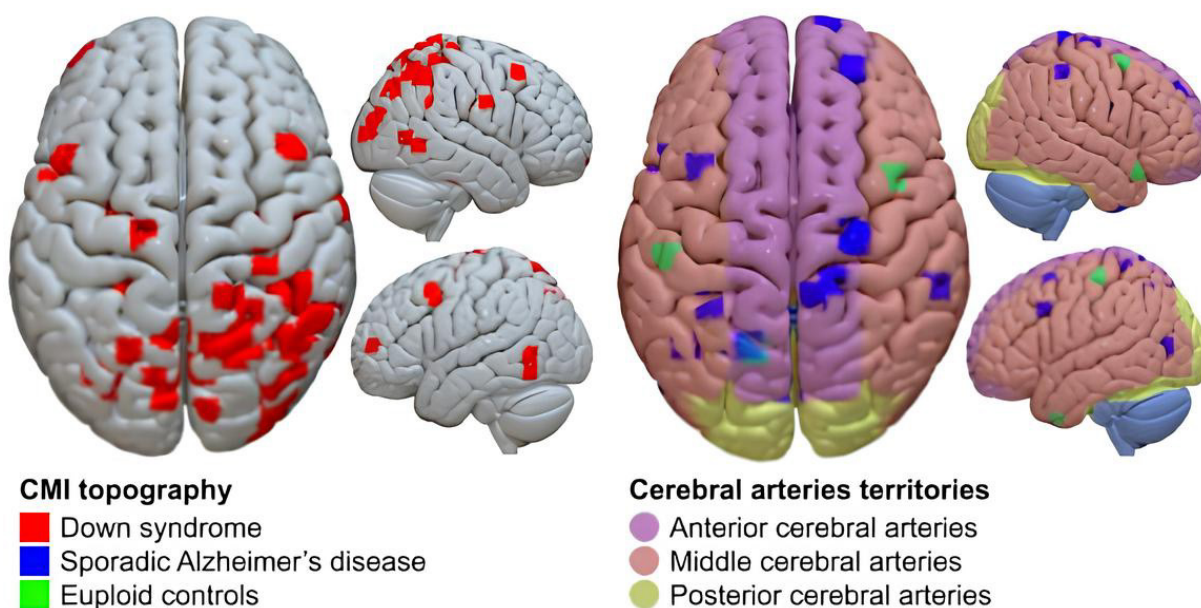 CMI topography
Down syndrome
Sporadic Alzheimer's disease
Euploid controls
Cerebral arteries territories
Anterior cerebral arteries
Middle cerebral arteries
Posterior cerebral arteries